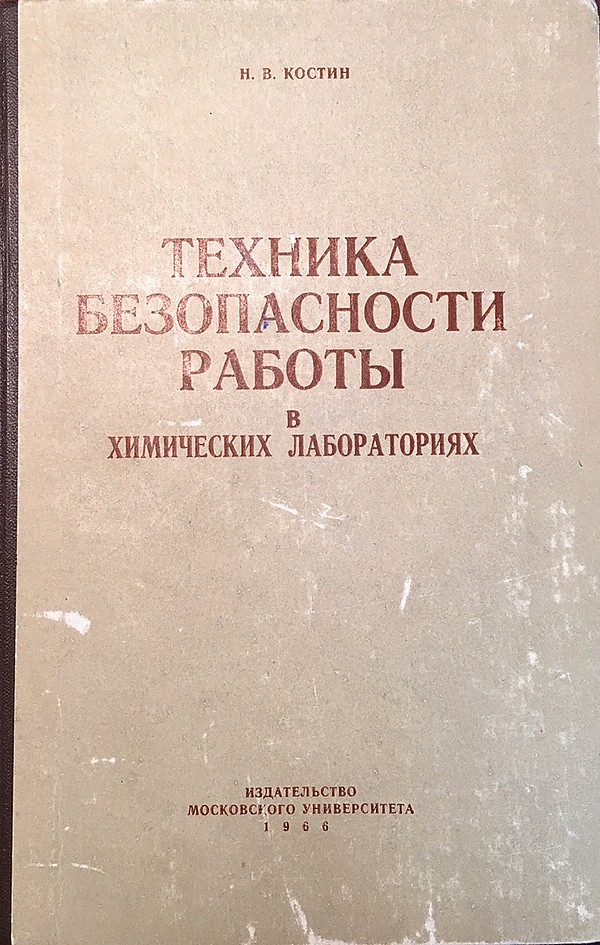 Н. В. КОСТИН
ТЕХНИКА
БЕЗОПАСНОСТИ
РАБОТЫ
В
ХИМИЧЕСКИХ ЛАБОРАТОРИЯХ
ИЗДАТЕЛЬСТВО
МОСКОВСКОГО УНИВЕРСИТЕТА
1966